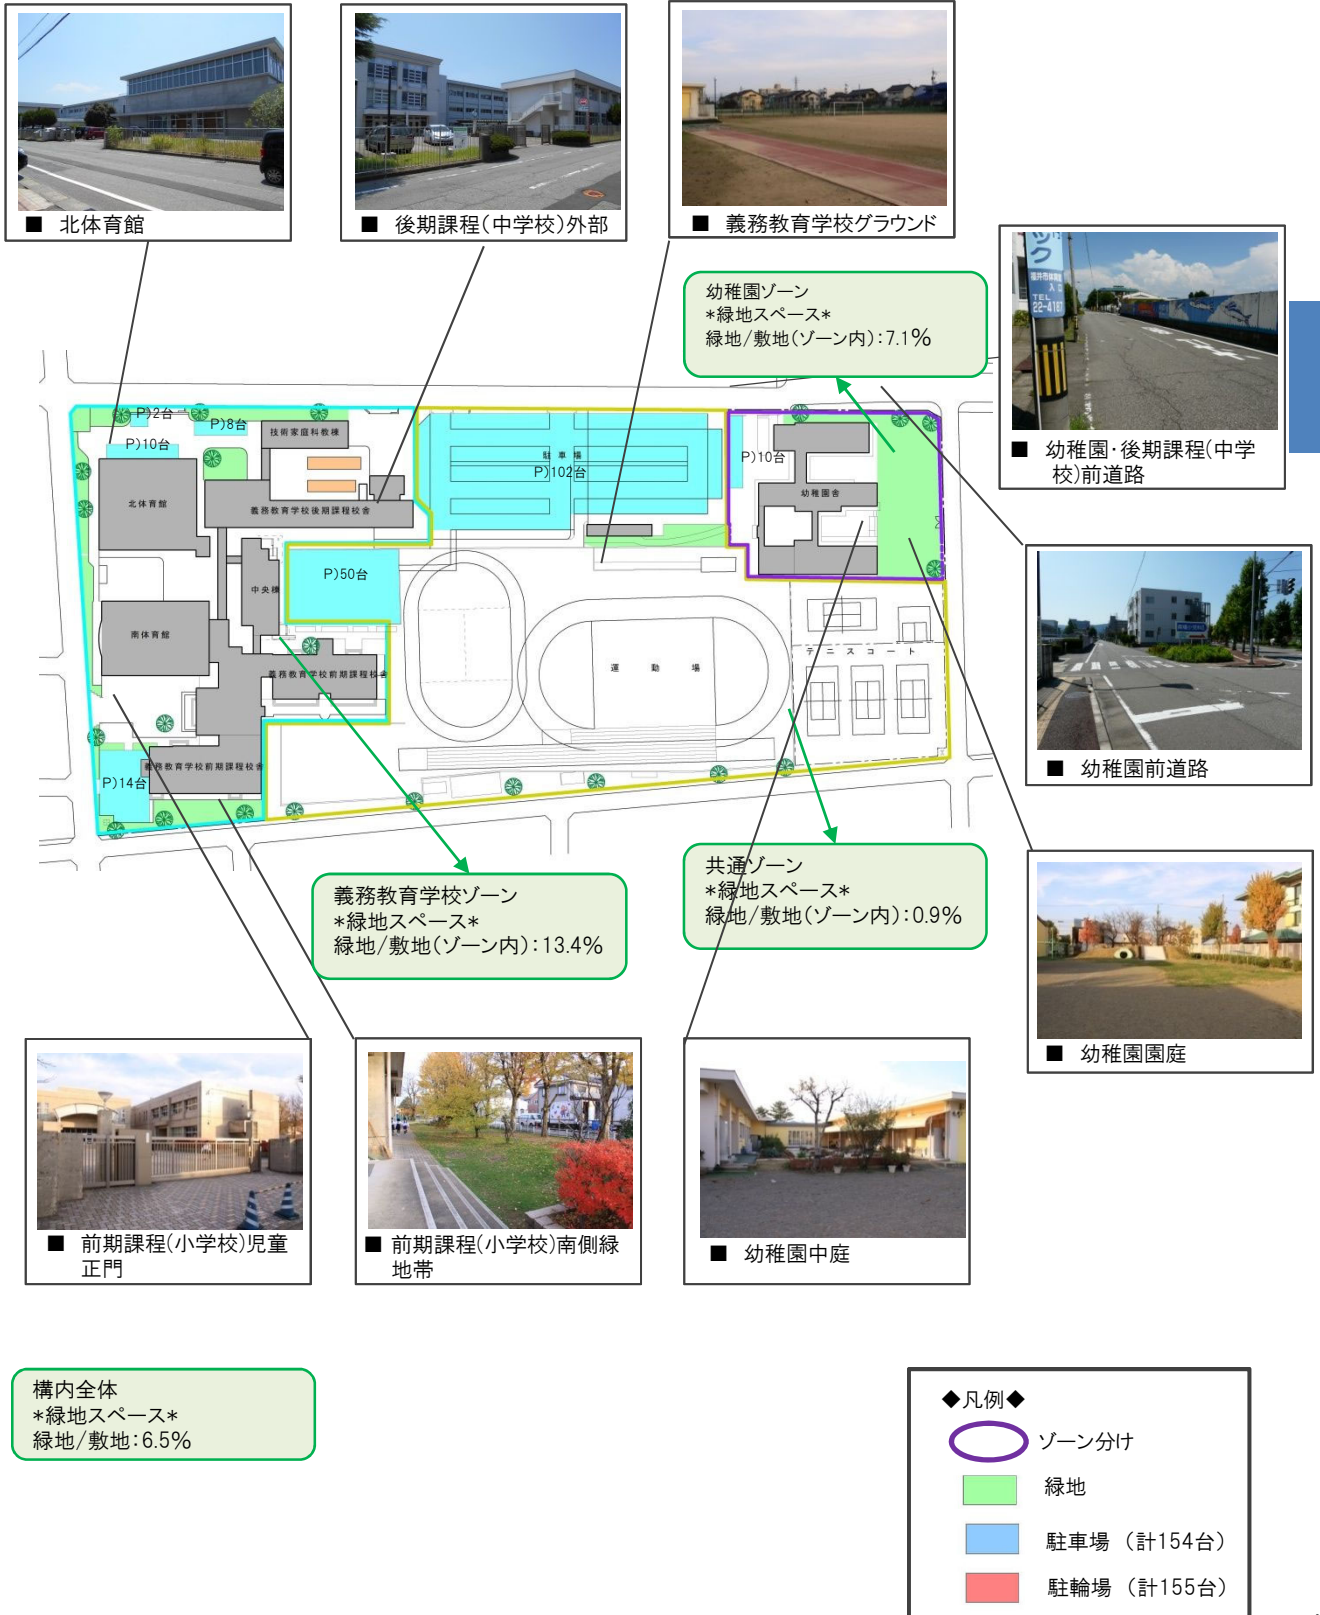 ■ 北体育館
■ 後期課程(中学校)外部
■ 義務教育学校グラウンド
ック
福井市体育館
入口
TEL
22-4187
■ 幼稚園・後期課程(中学
校)前道路
幼稚園ゾーン
*緑地スペース*
緑地/敷地(ゾーン内):7.1%
P)2台
P)8台
P)10台
技術家庭科教棟
駐車場
P)102台
P)10台
北体育館
義務教育学校後期課程校舎
幼稚園舎
P)50台
中央棟
南体育館
運動場
テニスコート
義務教育学校前期課程校舎
義務教育学校前期課程校舎
P)14台
■ 幼稚園前道路
義務教育学校ゾーン
*緑地スペース*
緑地/敷地(ゾーン内):13.4%
共通ゾーン
*緑地スペース*
緑地/敷地(ゾーン内):0.9%
■ 幼稚園園庭
■ 前期課程(小学校)児童
正門
■ 前期課程(小学校)南側緑
地帯
■ 幼稚園中庭
構内全体
*緑地スペース*
緑地/敷地:6.5%
◆凡例◆
ゾーン分け
緑地
駐車場 (計154台)
駐輪場 (計155台)